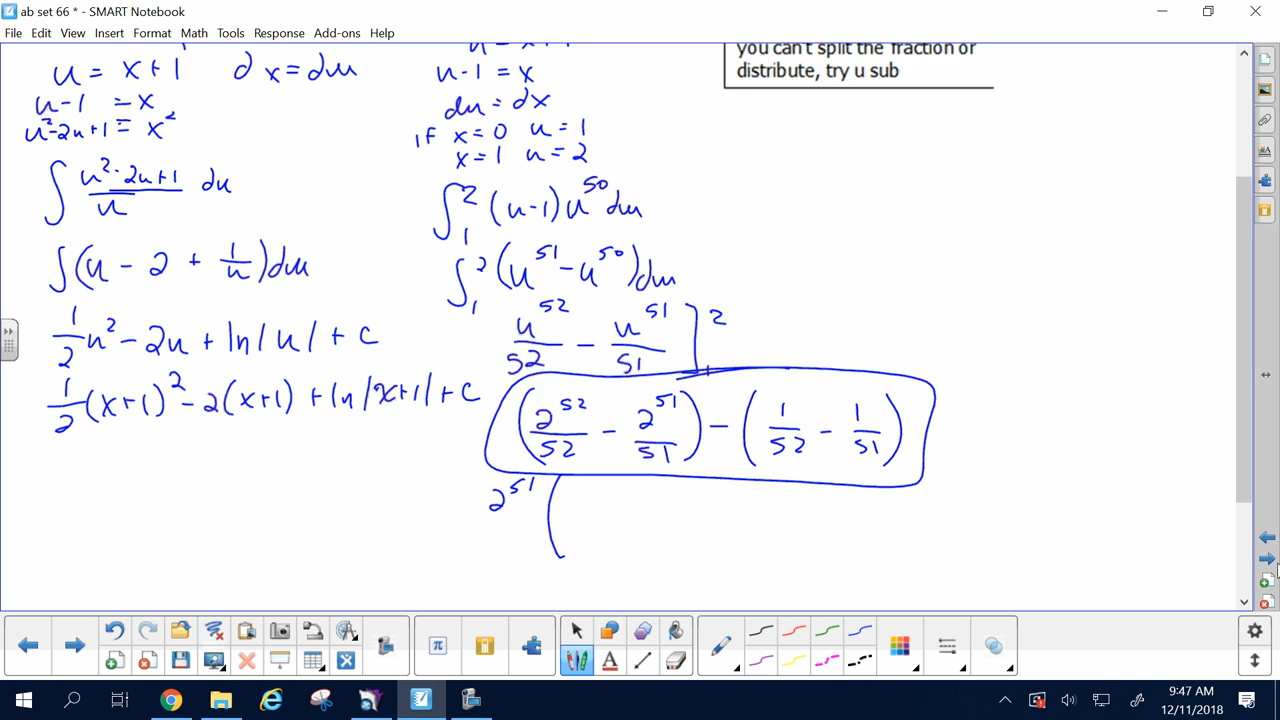 ab set 66 * - SMART Notebook
File Edit View Insert Format Math Tools Response Add-ons Help
you can't split the fraction or
distribute, try u sub
u = x+1 dx = du
u-1 = x
u²-2u+1 = x²
∫ (u²-2u+1)/u du
∫(u - 2 + 1/u)du
1/2 u² - 2u + ln|u| + c
1/2 (x+1)² - 2(x+1) + ln|x+1| + c
u = x+1
u-1 = x
du = dx
if x=0 u=1
x=1 u=2
∫₁² (u-1)u⁵⁰du
∫₁² (u⁵¹-u⁵⁰)du
u⁵²/52 - u⁵¹/51 ]₁²
(2⁵²/52 - 2⁵¹/51) - (1/52 - 1/51)
2⁵¹ (
9:47 AM
12/11/2018